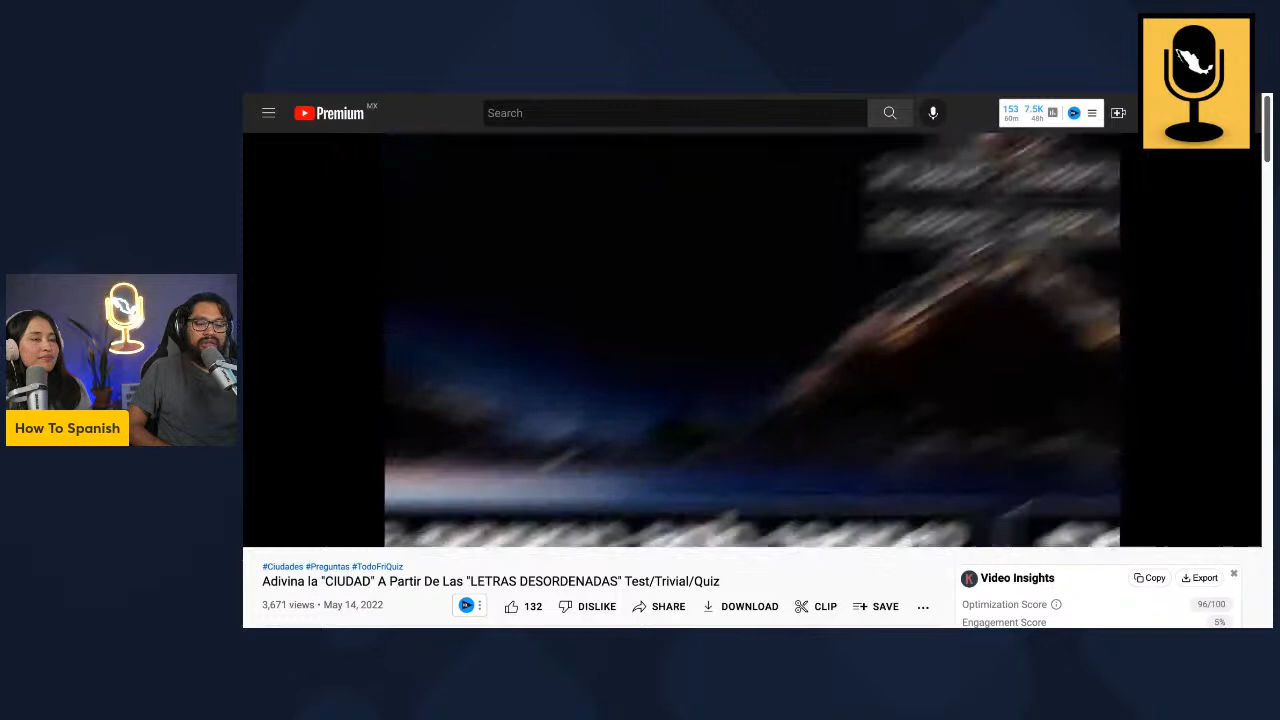 Premium MX
Search
153 7.5K
60m 48h
How To Spanish
#Ciudades #Preguntas #TodoFriQuiz
Adivina la "CIUDAD" A Partir De Las "LETRAS DESORDENADAS" Test/Trivial/Quiz
3,671 views • May 14, 2022
132 DISLIKE SHARE DOWNLOAD CLIP SAVE
Video Insights
Copy
Export
Optimization Score
96/100
Engagement Score
5%